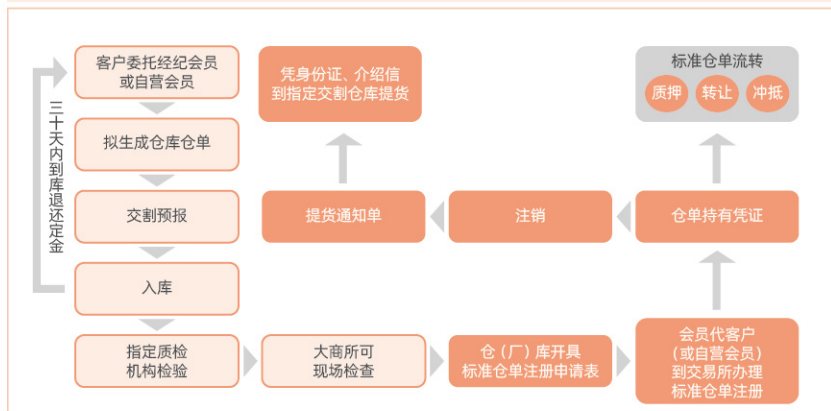 客户委托经纪会员
或自营会员
拟生成仓库仓单
交割预报
入库
指定质检
机构检验
三十天内到库退还定金
大商所可
现场检查
仓（厂）库开具
标准仓单注册申请表
会员代客户
（或自营会员）
到交易所办理
标准仓单注册
仓单持有凭证
标准仓单流转
质押 转让 冲抵
注销
提货通知单
凭身份证、介绍信
到指定交割仓库提货